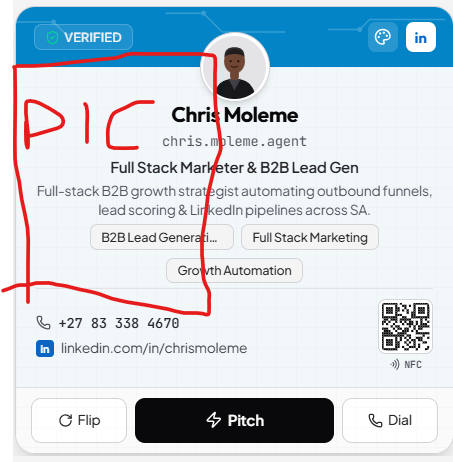 VERIFIED
in
PIC
Chris Moleme
chris.moleme.agent
Full Stack Marketer & B2B Lead Gen
Full-stack B2B growth strategist automating outbound funnels,
lead scoring & LinkedIn pipelines across SA.
B2B Lead Generati... Full Stack Marketing
Growth Automation
+27 83 338 4670
in linkedin.com/in/chrismoleme
NFC
Flip Pitch Dial